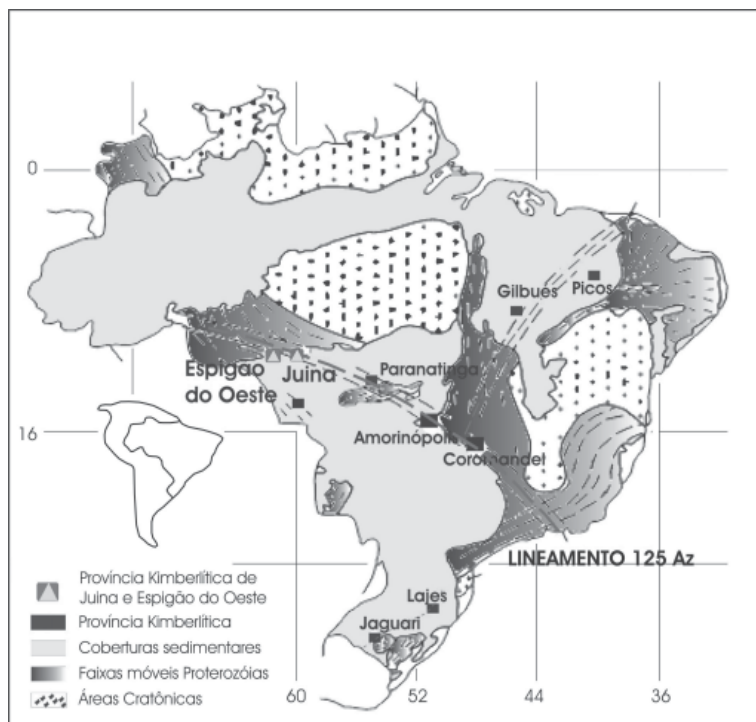 0
Gilbués
Picos
Espigão
do Oeste
Juina
Paranatinga
16
Amorinópolis
Coromandel
LINEAMENTO 125 Az
Província Kimberlítica de
Juina e Espigão do Oeste
Província Kimberlítica
Coberturas sedimentares
Faixas móveis Proterozóias
Áreas Cratônicas
Lajes
Jaguari
60
52
44
36